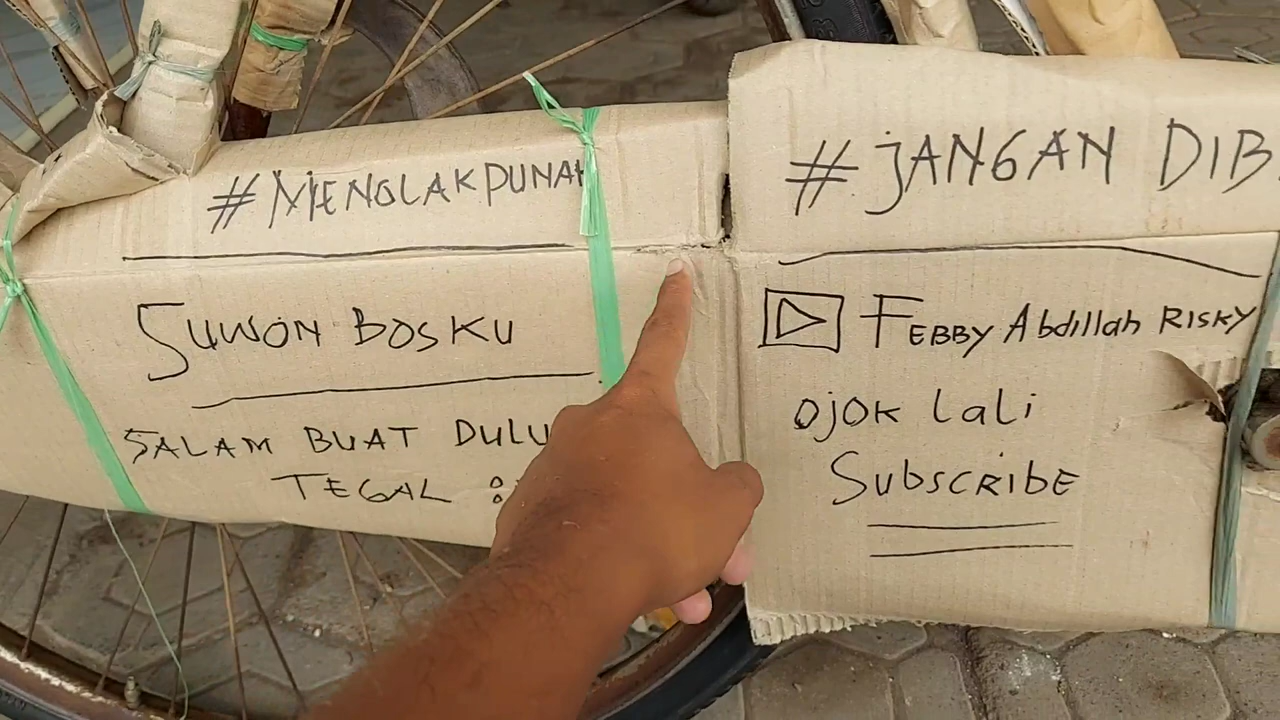 #MENOLAKPUNAH
SUWON BOSKU
SALAM BUAT DULU
TEGAL :
#JANGAN DIB
FEBBY Abdillah RISKY
OJOK lali
SubscRibE